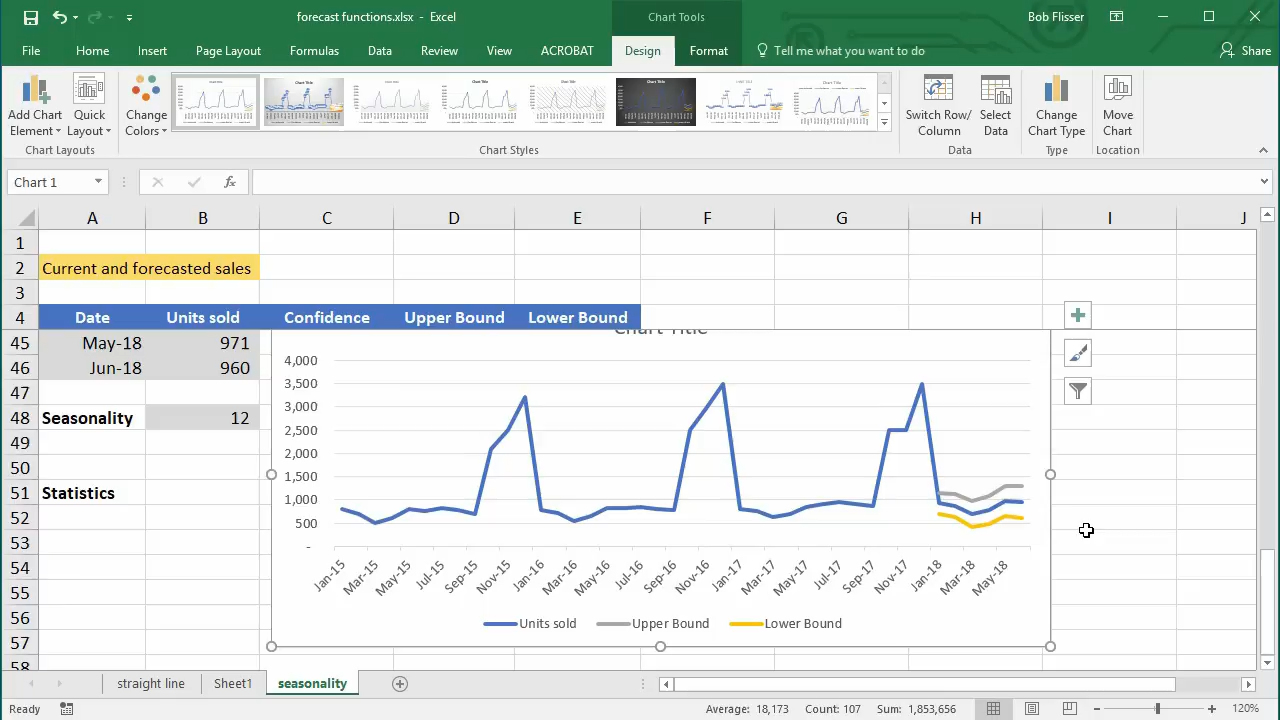 forecast functions.xlsx - Excel
Chart Tools
Bob Flisser
File Home Insert Page Layout Formulas Data Review View ACROBAT Design Format Tell me what you want to do Share
Add Chart Element
Quick Layout
Change Colors
Switch Row/ Column
Select Data
Change Chart Type
Move Chart
Chart Layouts
Chart Styles
Data
Type
Location
Chart 1
fx
A B C D E F G H I J
1
2 Current and forecasted sales
3
4 Date Units sold Confidence Upper Bound Lower Bound
45 May-18 971
46 Jun-18 960
47
48 Seasonality 12
49
50
51 Statistics
52
53
54
55
56
57
58
Chart Title
4,000
3,500
3,000
2,500
2,000
1,500
1,000
500
-
Jan-15 Mar-15 May-15 Jul-15 Sep-15 Nov-15 Jan-16 Mar-16 May-16 Jul-16 Sep-16 Nov-16 Jan-17 Mar-17 May-17 Jul-17 Sep-17 Nov-17 Jan-18 Mar-18 May-18
Units sold Upper Bound Lower Bound
straight line Sheet1 seasonality
Ready
Average: 18,173 Count: 107 Sum: 1,853,656
120%